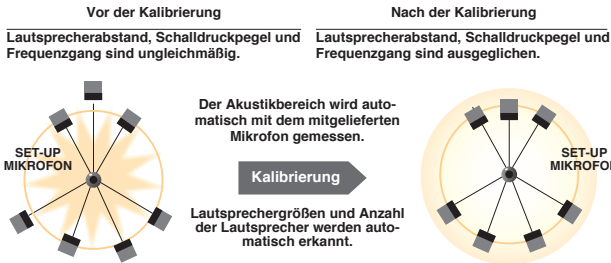 Vor der Kalibrierung
Lautsprecherabstand, Schalldruckpegel und
Frequenzgang sind ungleichmäßig.
Nach der Kalibrierung
Lautsprecherabstand, Schalldruckpegel und
Frequenzgang sind ausgeglichen.
SET-UP
MIKROFON
Der Akustikbereich wird auto-
matisch mit dem mitgelieferten
Mikrofon gemessen.
Kalibrierung
Lautsprechergrößen und Anzahl
der Lautsprecher werden auto-
matisch erkannt.
SET-UP
MIKROFON